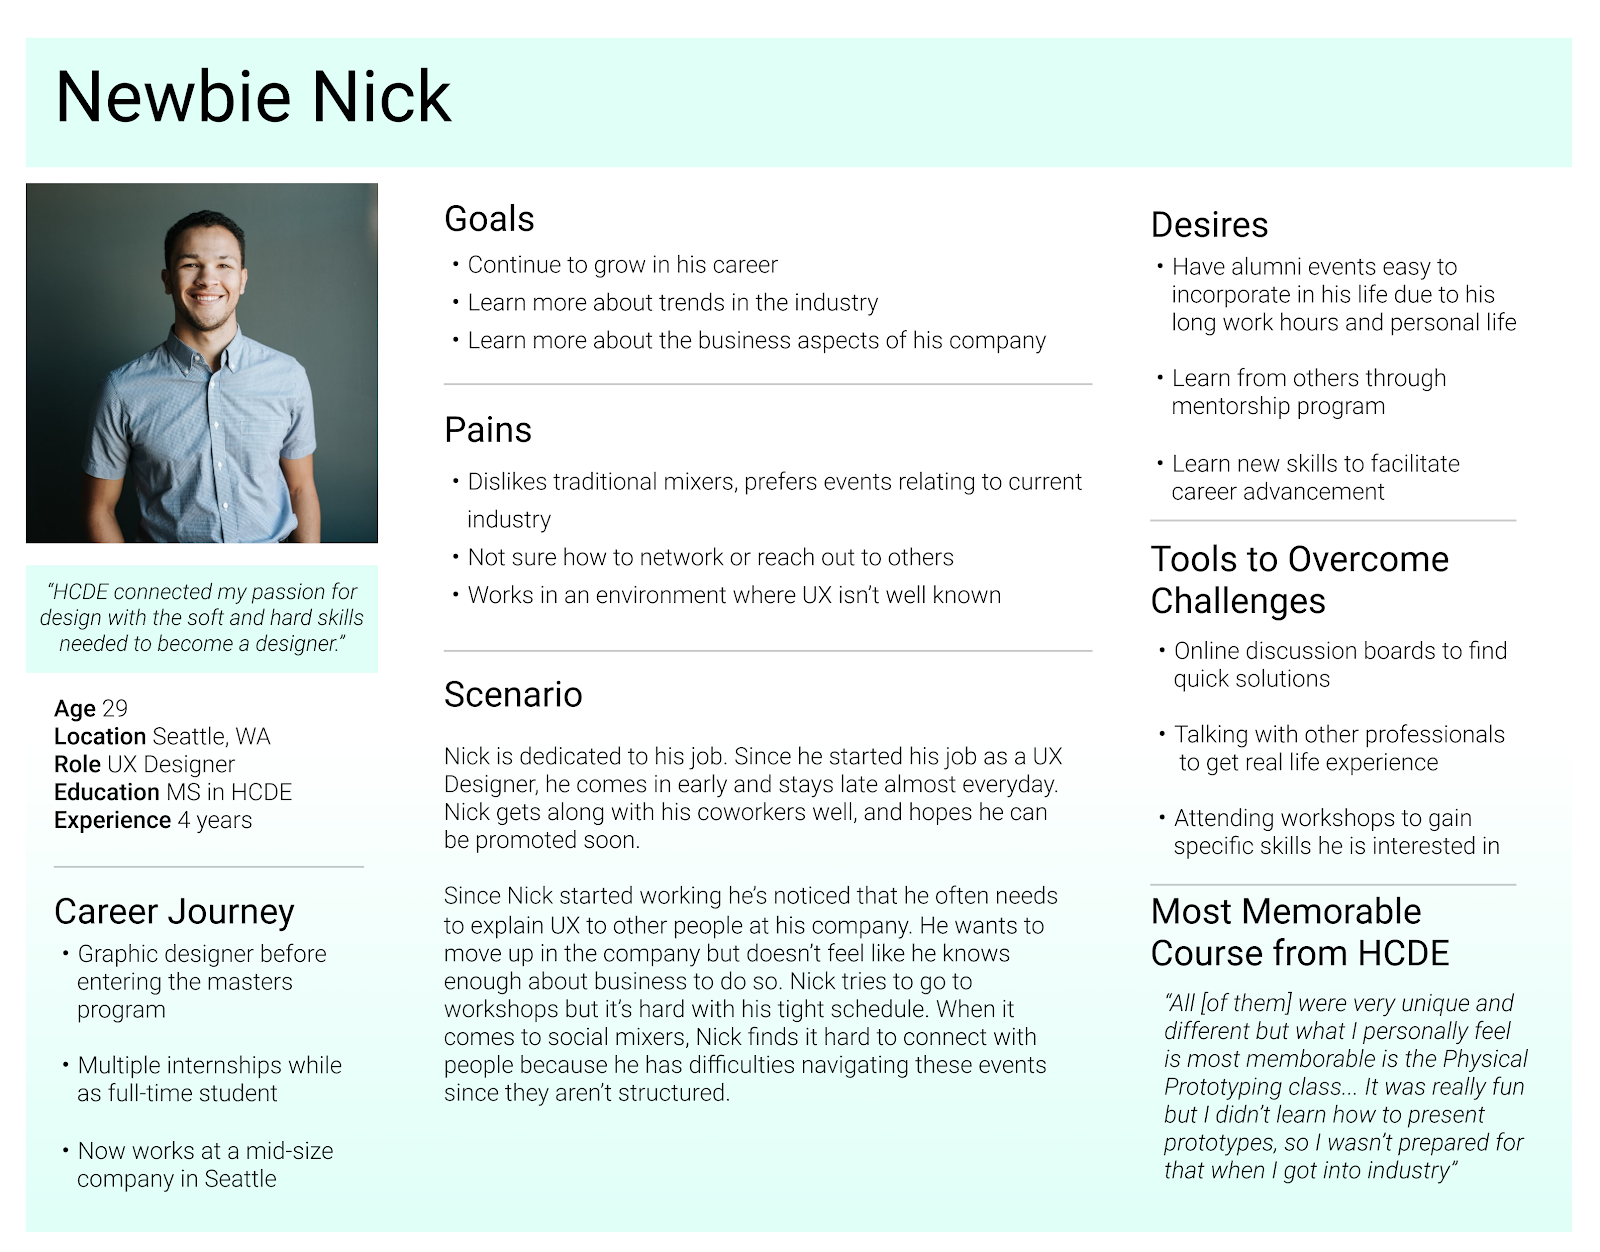 Newbie Nick
“HCDE connected my passion for
design with the soft and hard skills
needed to become a designer.”
Age 29
Location Seattle, WA
Role UX Designer
Education MS in HCDE
Experience 4 years
Career Journey
• Graphic designer before
entering the masters
program
• Multiple internships while
as full-time student
• Now works at a mid-size
company in Seattle
Goals
• Continue to grow in his career
• Learn more about trends in the industry
• Learn more about the business aspects of his company
Pains
• Dislikes traditional mixers, prefers events relating to current
industry
• Not sure how to network or reach out to others
• Works in an environment where UX isn’t well known
Scenario
Nick is dedicated to his job. Since he started his job as a UX
Designer, he comes in early and stays late almost everyday.
Nick gets along with his coworkers well, and hopes he can
be promoted soon.
Since Nick started working he’s noticed that he often needs
to explain UX to other people at his company. He wants to
move up in the company but doesn’t feel like he knows
enough about business to do so. Nick tries to go to
workshops but it’s hard with his tight schedule. When it
comes to social mixers, Nick finds it hard to connect with
people because he has difficulties navigating these events
since they aren’t structured.
Desires
• Have alumni events easy to
incorporate in his life due to his
long work hours and personal life
• Learn from others through
mentorship program
• Learn new skills to facilitate
career advancement
Tools to Overcome
Challenges
• Online discussion boards to find
quick solutions
• Talking with other professionals
to get real life experience
• Attending workshops to gain
specific skills he is interested in
Most Memorable
Course from HCDE
“All [of them] were very unique and
different but what I personally feel
is most memborable is the Physical
Prototyping class... It was really fun
but I didn’t learn how to present
prototypes, so I wasn’t prepared for
that when I got into industry”